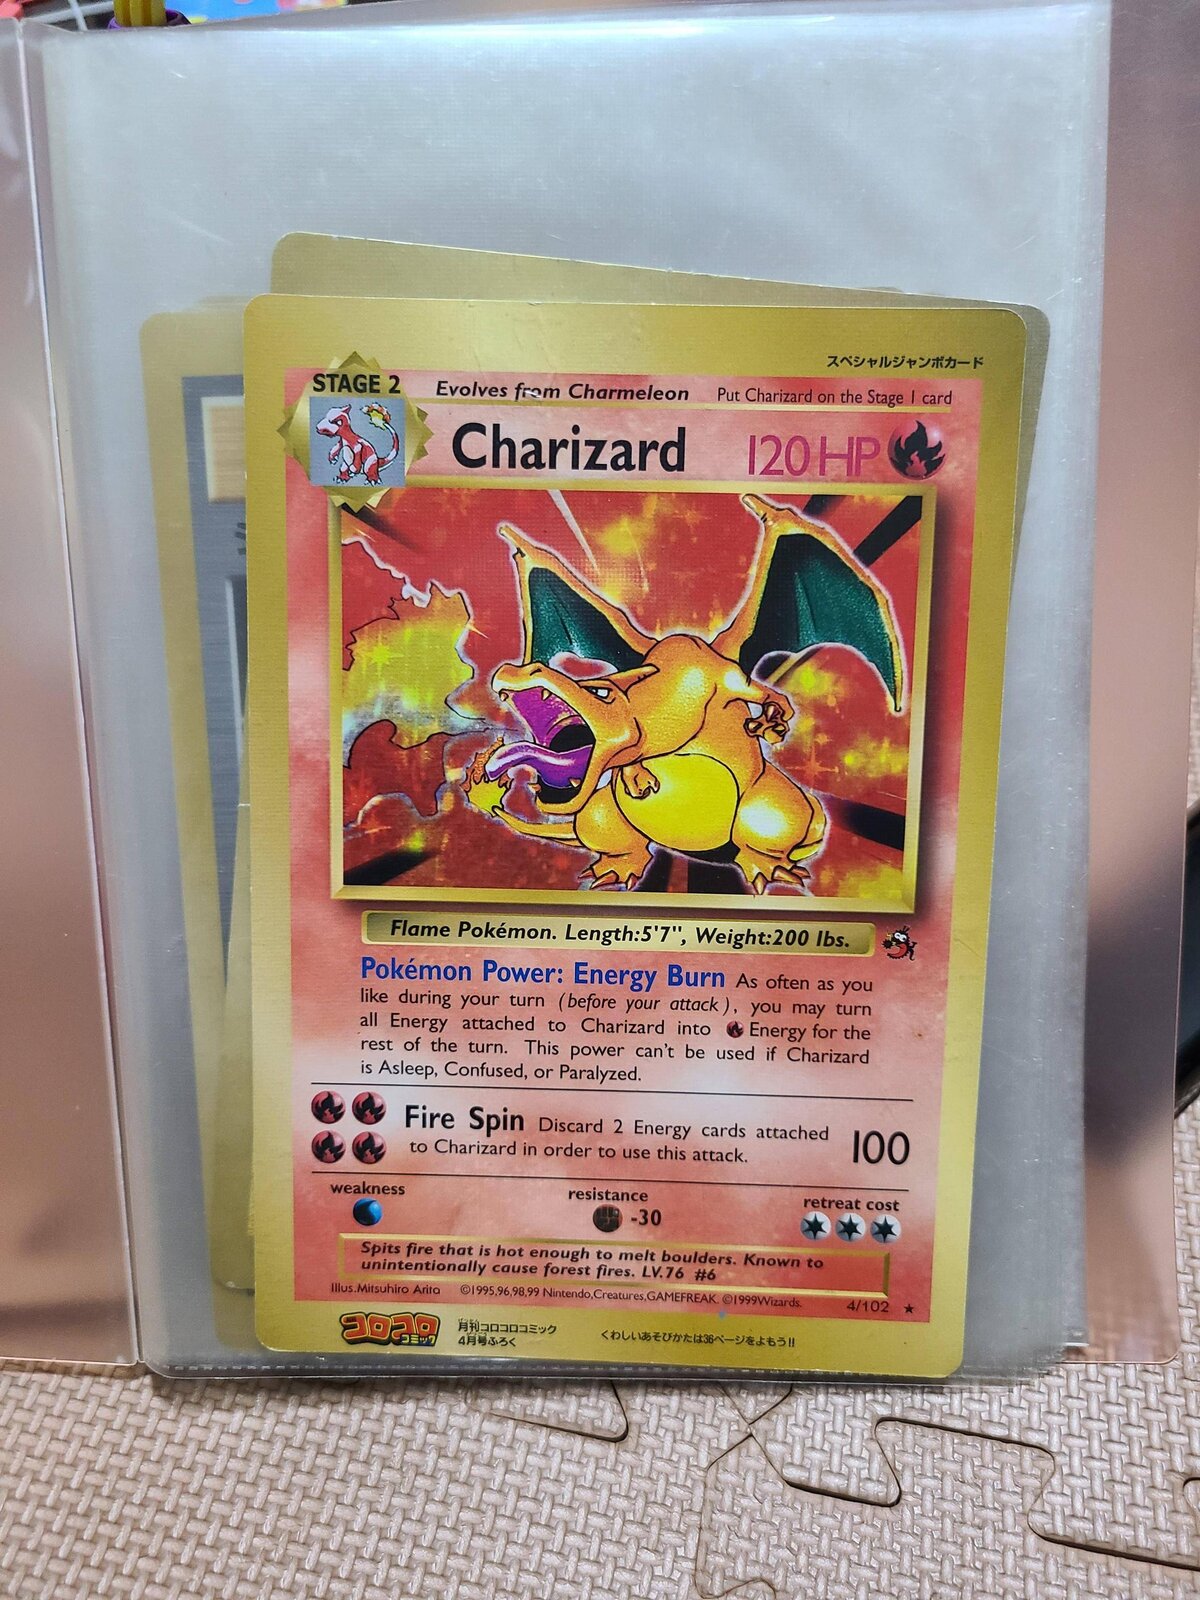 スペシャルジャンボカード
STAGE 2
Evolves from Charmeleon
Put Charizard on the Stage I card
Charizard
120 HP
Flame Pokémon. Length:5'7", Weight:200 lbs.
Pokémon Power: Energy Burn As often as you
like during your turn (before your attack), you may turn
all Energy attached to Charizard into Energy for the
rest of the turn. This power can't be used if Charizard
is Asleep, Confused, or Paralyzed.
Fire Spin Discard 2 Energy cards attached
to Charizard in order to use this attack.
100
weakness
resistance
-30
retreat cost
Spits fire that is hot enough to melt boulders. Known to
unintentionally cause forest fires. LV.76 #6
Illus.Mitsuhiro Arita ©1995,96,98,99 Nintendo,Creatures,GAMEFREAK. ©1999Wizards.
4/102 ★
コロコロ
コミック
月刊コロコロコミック
4月号ふろく
くわしいあそびかたは36ページをよもう!!